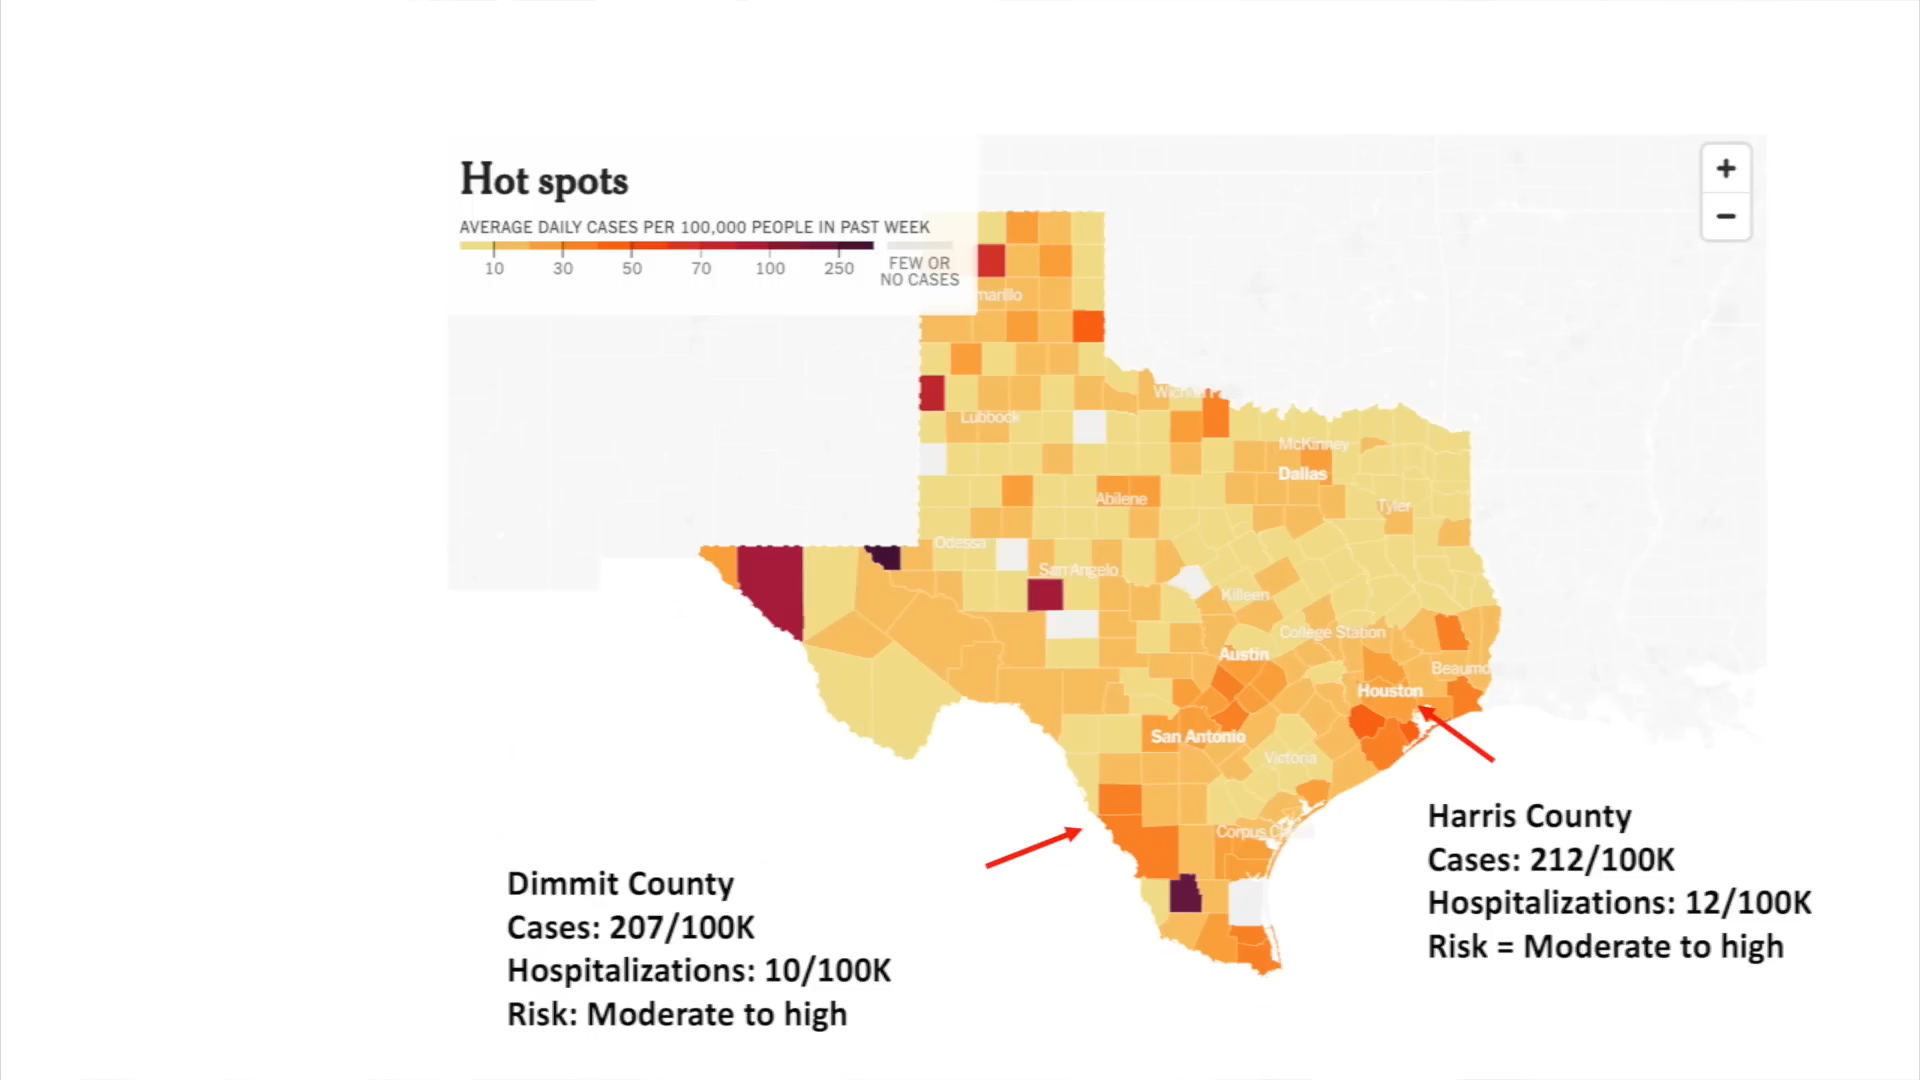 Hot spots
AVERAGE DAILY CASES PER 100,000 PEOPLE IN PAST WEEK
10 30 50 70 100 250
FEW OR
NO CASES
+
−
Lubbock
McKinney
Dallas
Abilene
Tyler
Odessa
San Angelo
Killeen
College Station
Austin
Houston
San Antonio
Victoria
Harris County
Cases: 212/100K
Hospitalizations: 12/100K
Risk = Moderate to high
Dimmit County
Cases: 207/100K
Hospitalizations: 10/100K
Risk: Moderate to high